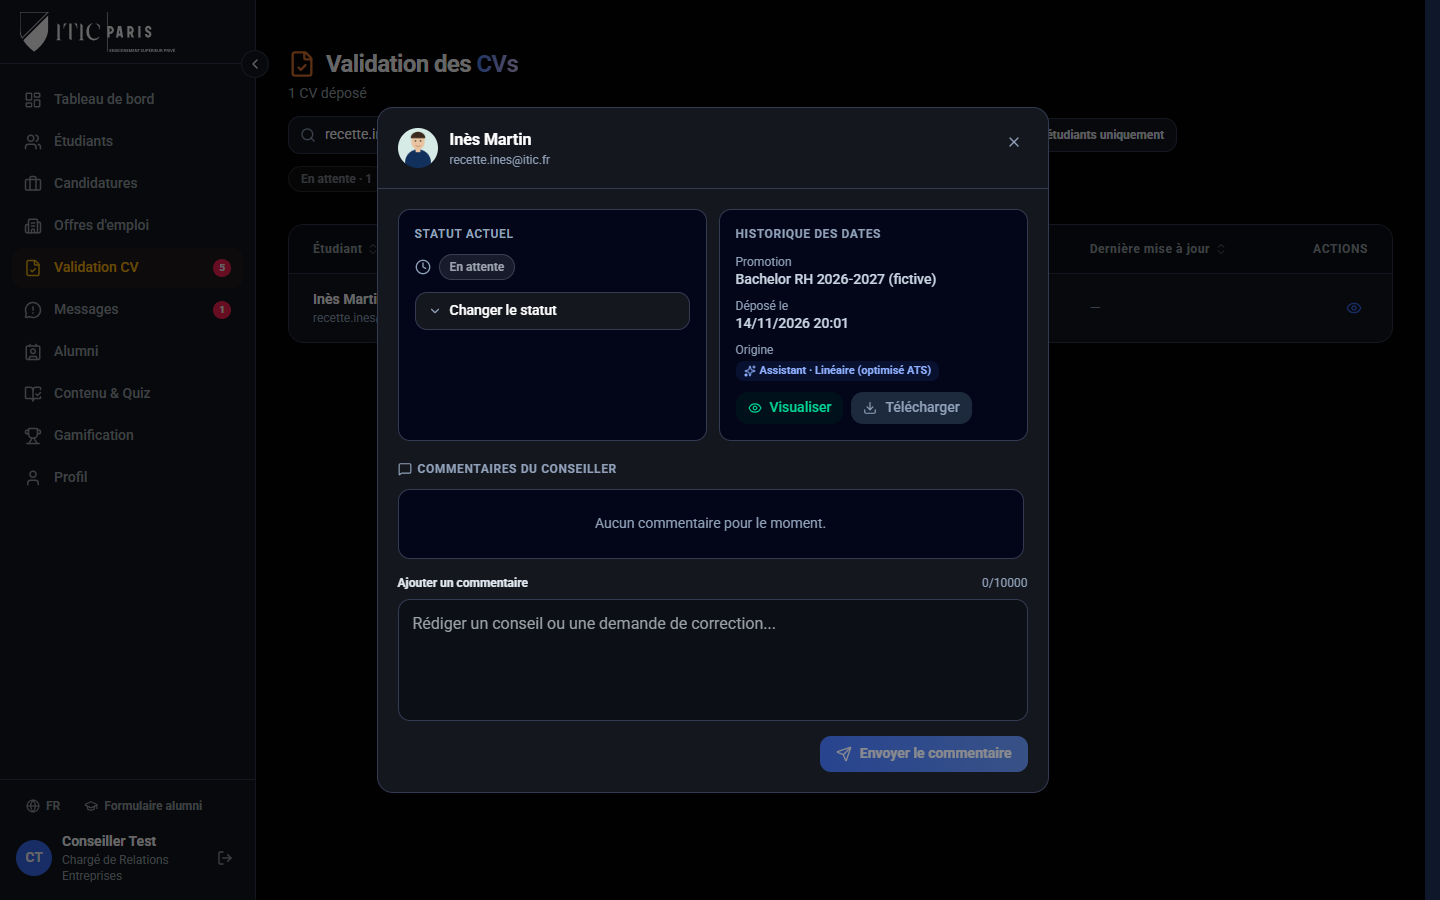 ITIC PARIS
ENSEIGNEMENT SUPÉRIEUR PRIVÉ
Tableau de bord
Étudiants
Candidatures
Offres d'emploi
Validation CV
5
Messages
1
Alumni
Contenu & Quiz
Gamification
Profil
FR
Formulaire alumni
CT
Conseiller Test
Chargé de Relations
Entreprises
Validation des CVs
1 CV déposé
En attente · 1
étudiants uniquement
Étudiant
Dernière mise à jour
ACTIONS
—
Inès Martin
recette.ines@itic.fr
STATUT ACTUEL
En attente
Changer le statut
HISTORIQUE DES DATES
Promotion
Bachelor RH 2026-2027 (fictive)
Déposé le
14/11/2026 20:01
Origine
Assistant · Linéaire (optimisé ATS)
Visualiser
Télécharger
COMMENTAIRES DU CONSEILLER
Aucun commentaire pour le moment.
Ajouter un commentaire
0/10000
Rédiger un conseil ou une demande de correction...
Envoyer le commentaire